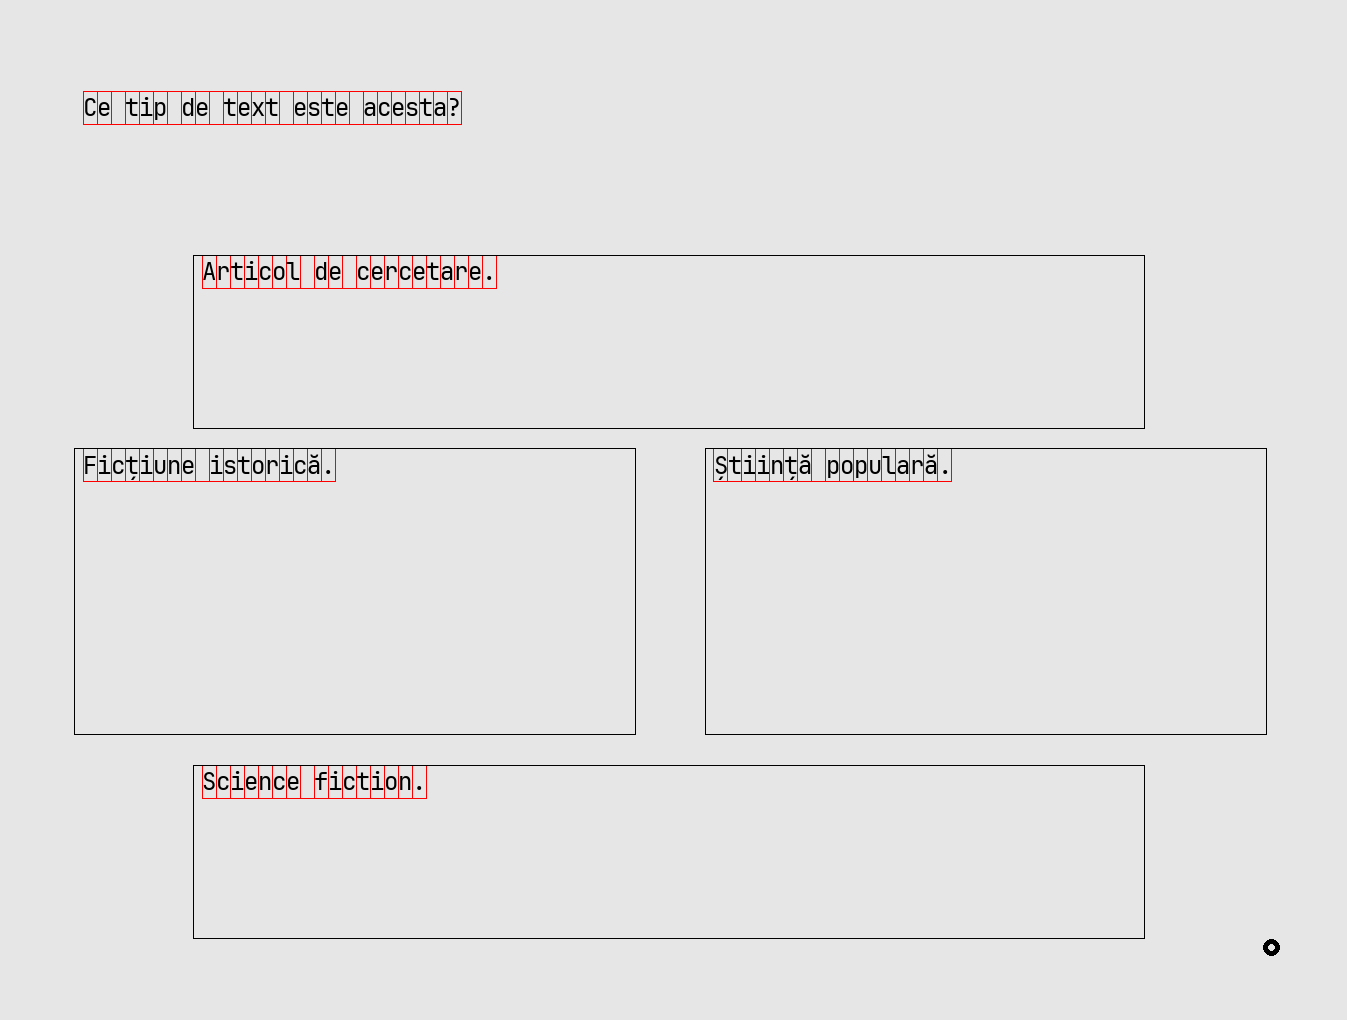 Ce tip de text este acesta?
Articol de cercetare.
Ficțiune istorică.
Știință populară.
Science fiction.